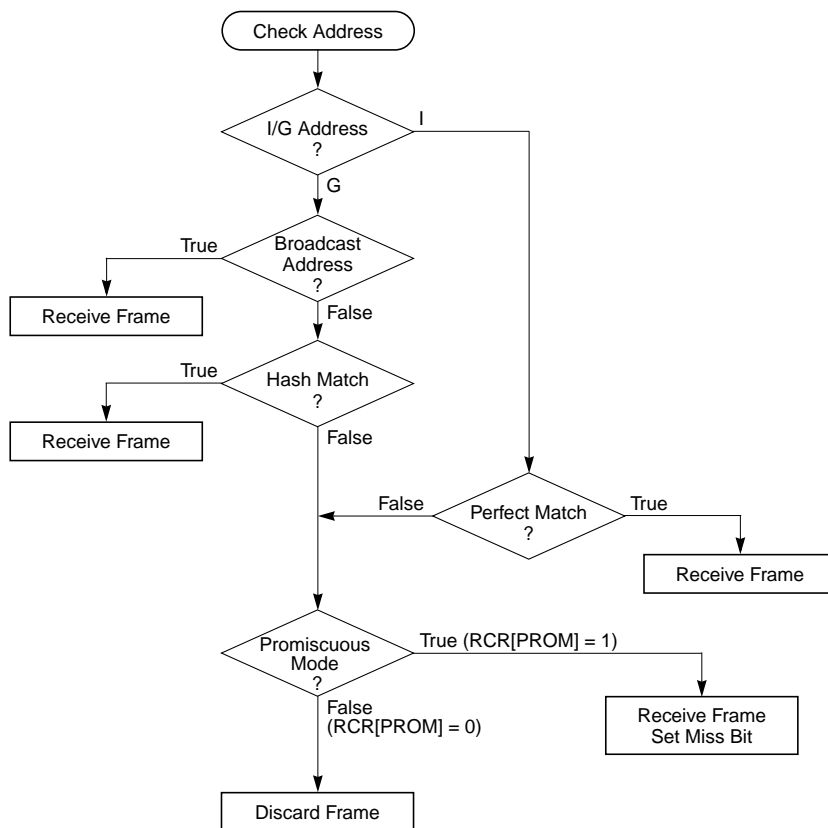 Check Address
I/G Address
?
I
G
Broadcast
Address
?
True
Receive Frame
False
Hash Match
?
True
Receive Frame
False
Perfect Match
?
False
True
Receive Frame
Promiscuous
Mode
?
True (RCR[PROM] = 1)
Receive Frame
Set Miss Bit
False
(RCR[PROM] = 0)
Discard Frame